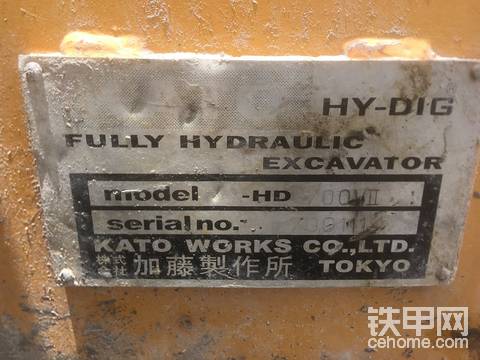 HY-DIG
FULLY HYDRAULIC
EXCAVATOR
model -HD 00VII
serial no.
KATO WORKS CO.,LTD.
株式会社 加藤製作所 TOKYO
铁甲网
cehome.com